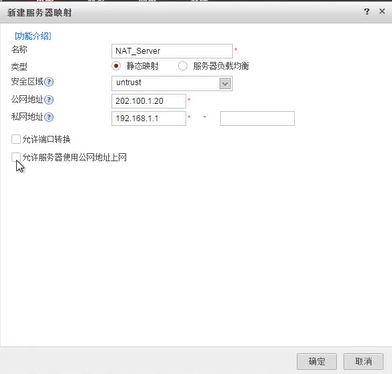 新建服务器映射 ? ×
[功能介绍]
名称 NAT_Server *
类型 静态映射 服务器负载均衡
安全区域 ? untrust
公网地址 ? 202.100.1.20 *
私网地址 ? 192.168.1.1 * -
允许端口转换
允许服务器使用公网地址上网
确定 取消